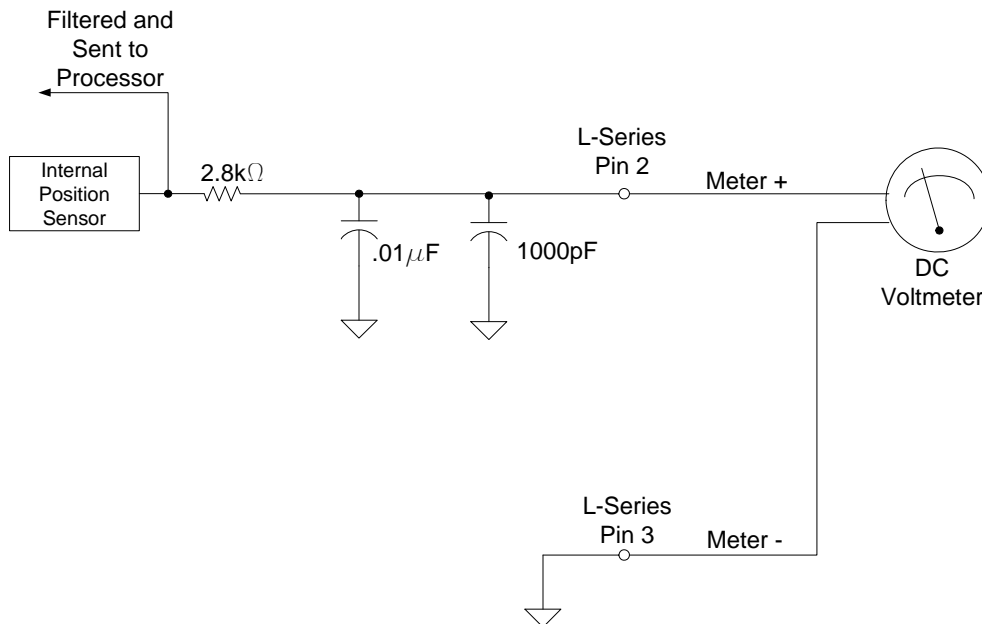 Filtered and
Sent to
Processor
Internal
Position
Sensor
2.8kΩ
.01μF
1000pF
L-Series
Pin 2
Meter +
DC
Voltmeter
L-Series
Pin 3
Meter -